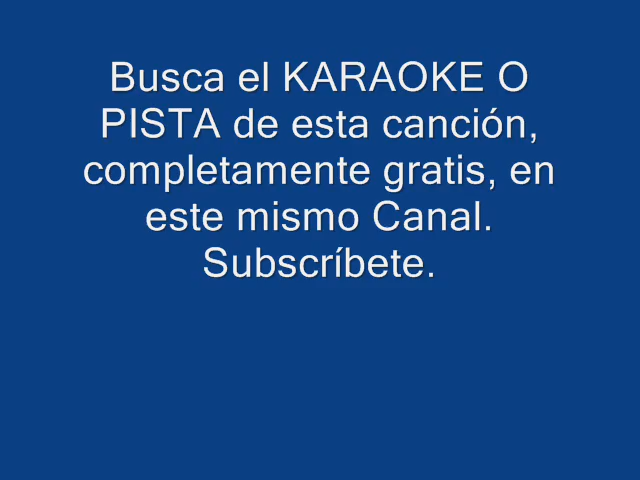 Busca el KARAOKE O
PISTA de esta canción,
completamente gratis, en
este mismo Canal.
Subscríbete.